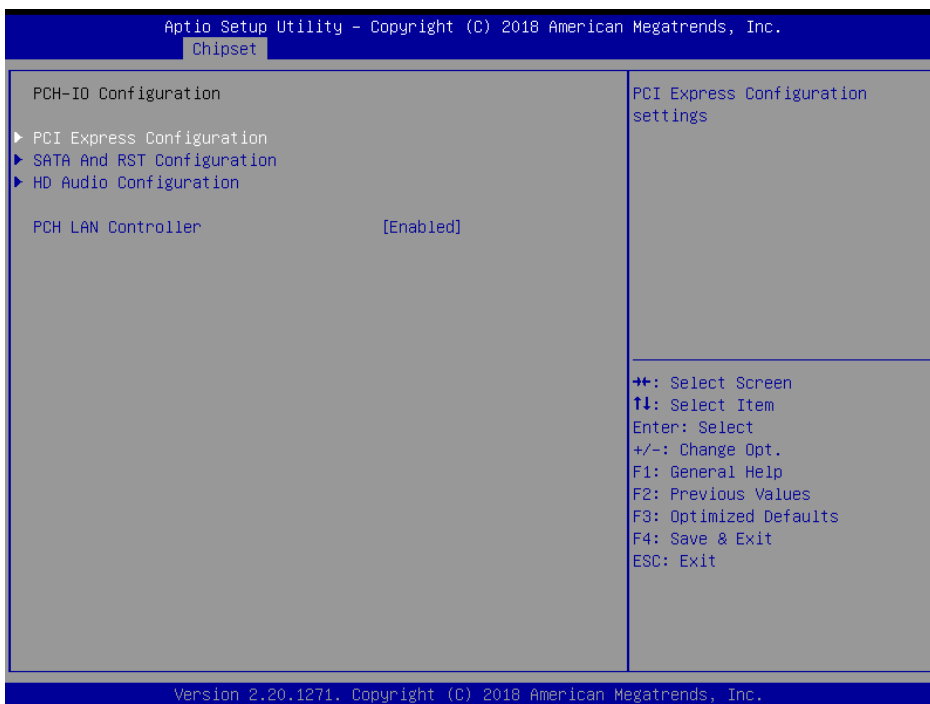 Aptio Setup Utility – Copyright (C) 2018 American Megatrends, Inc.
Chipset
PCH-IO Configuration
PCI Express Configuration
SATA And RST Configuration
HD Audio Configuration
PCH LAN Controller [Enabled]
PCI Express Configuration
settings
→←: Select Screen
↑↓: Select Item
Enter: Select
+/-: Change Opt.
F1: General Help
F2: Previous Values
F3: Optimized Defaults
F4: Save & Exit
ESC: Exit
Version 2.20.1271. Copyright (C) 2018 American Megatrends, Inc.